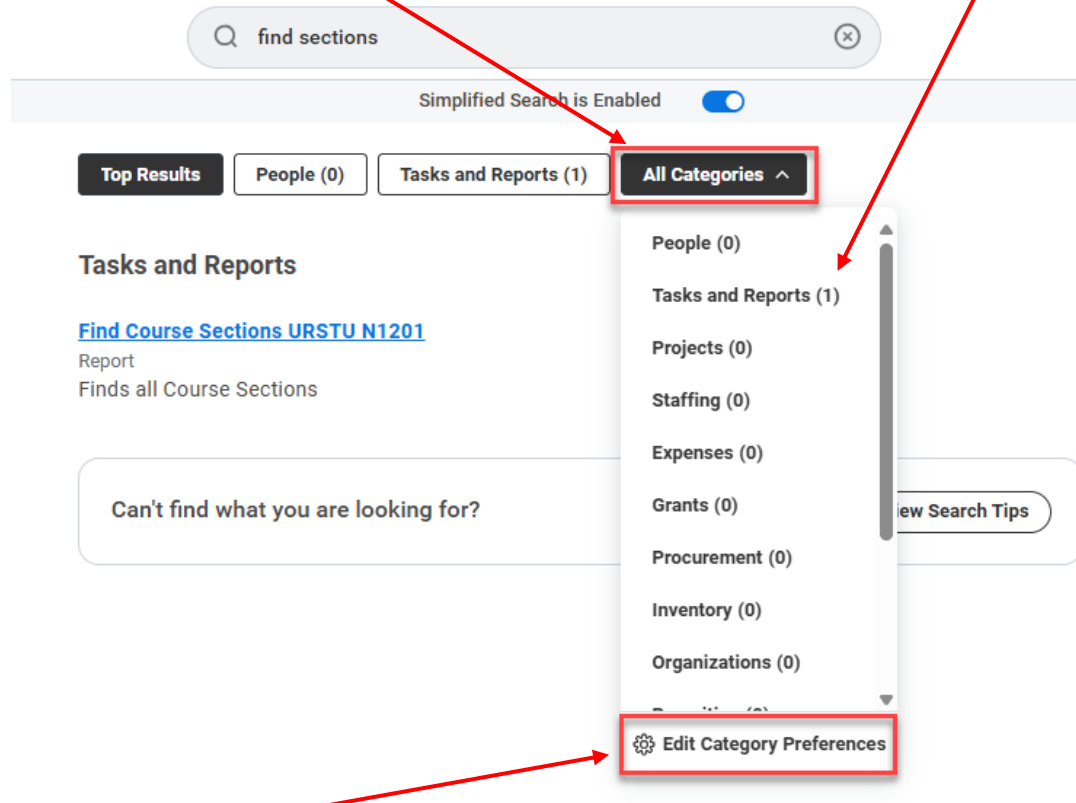 find sections
Simplified Search is Enabled
Top Results People (0) Tasks and Reports (1) All Categories
People (0)
Tasks and Reports
Tasks and Reports (1)
Find Course Sections URSTU N1201
Report
Projects (0)
Finds all Course Sections
Staffing (0)
Expenses (0)
Can't find what you are looking for?
Grants (0)
Search Tips
Procurement (0)
Inventory (0)
Organizations (0)
Edit Category Preferences